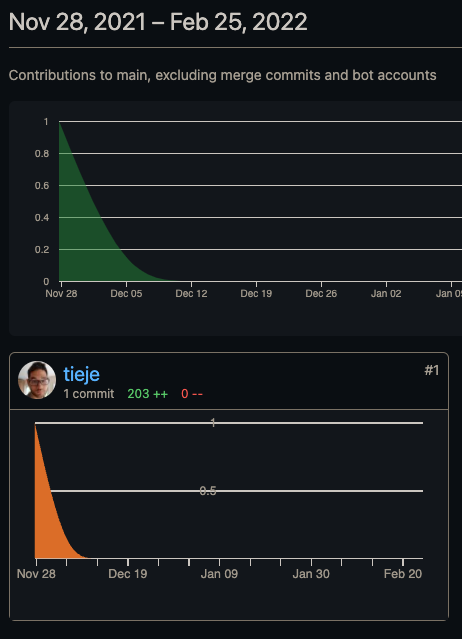 Nov 28, 2021 – Feb 25, 2022
Contributions to main, excluding merge commits and bot accounts
1
0.8
0.6
0.4
0.2
0
Nov 28 Dec 05 Dec 12 Dec 19 Dec 26 Jan 02 Jan 09
tieje #1
1 commit 203 ++ 0 --
1
0.5
Nov 28 Dec 19 Jan 09 Jan 30 Feb 20